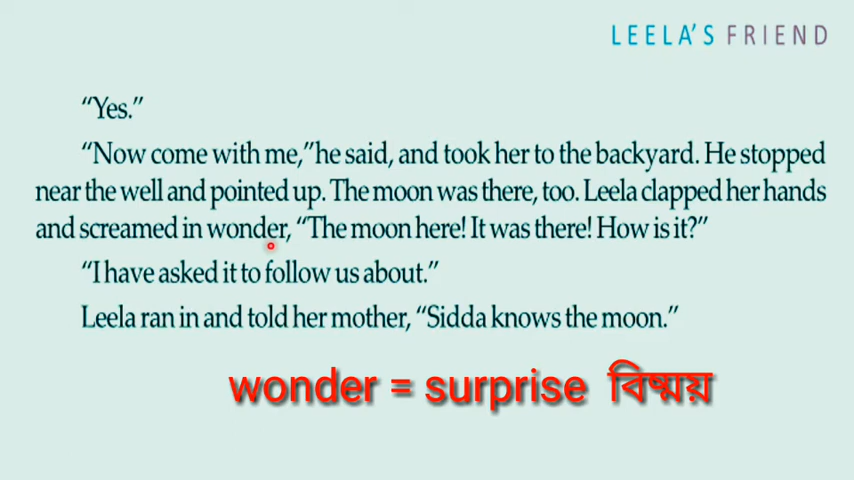 LEELA'S FRIEND
“Yes.”
“Now come with me,”he said, and took her to the backyard. He stopped
near the well and pointed up. The moon was there, too. Leela clapped her hands
and screamed in wonder, “The moon here! It was there! How is it?”
“I have asked it to follow us about.”
Leela ran in and told her mother, “Sidda knows the moon.”
wonder = surprise বিষ্ময়